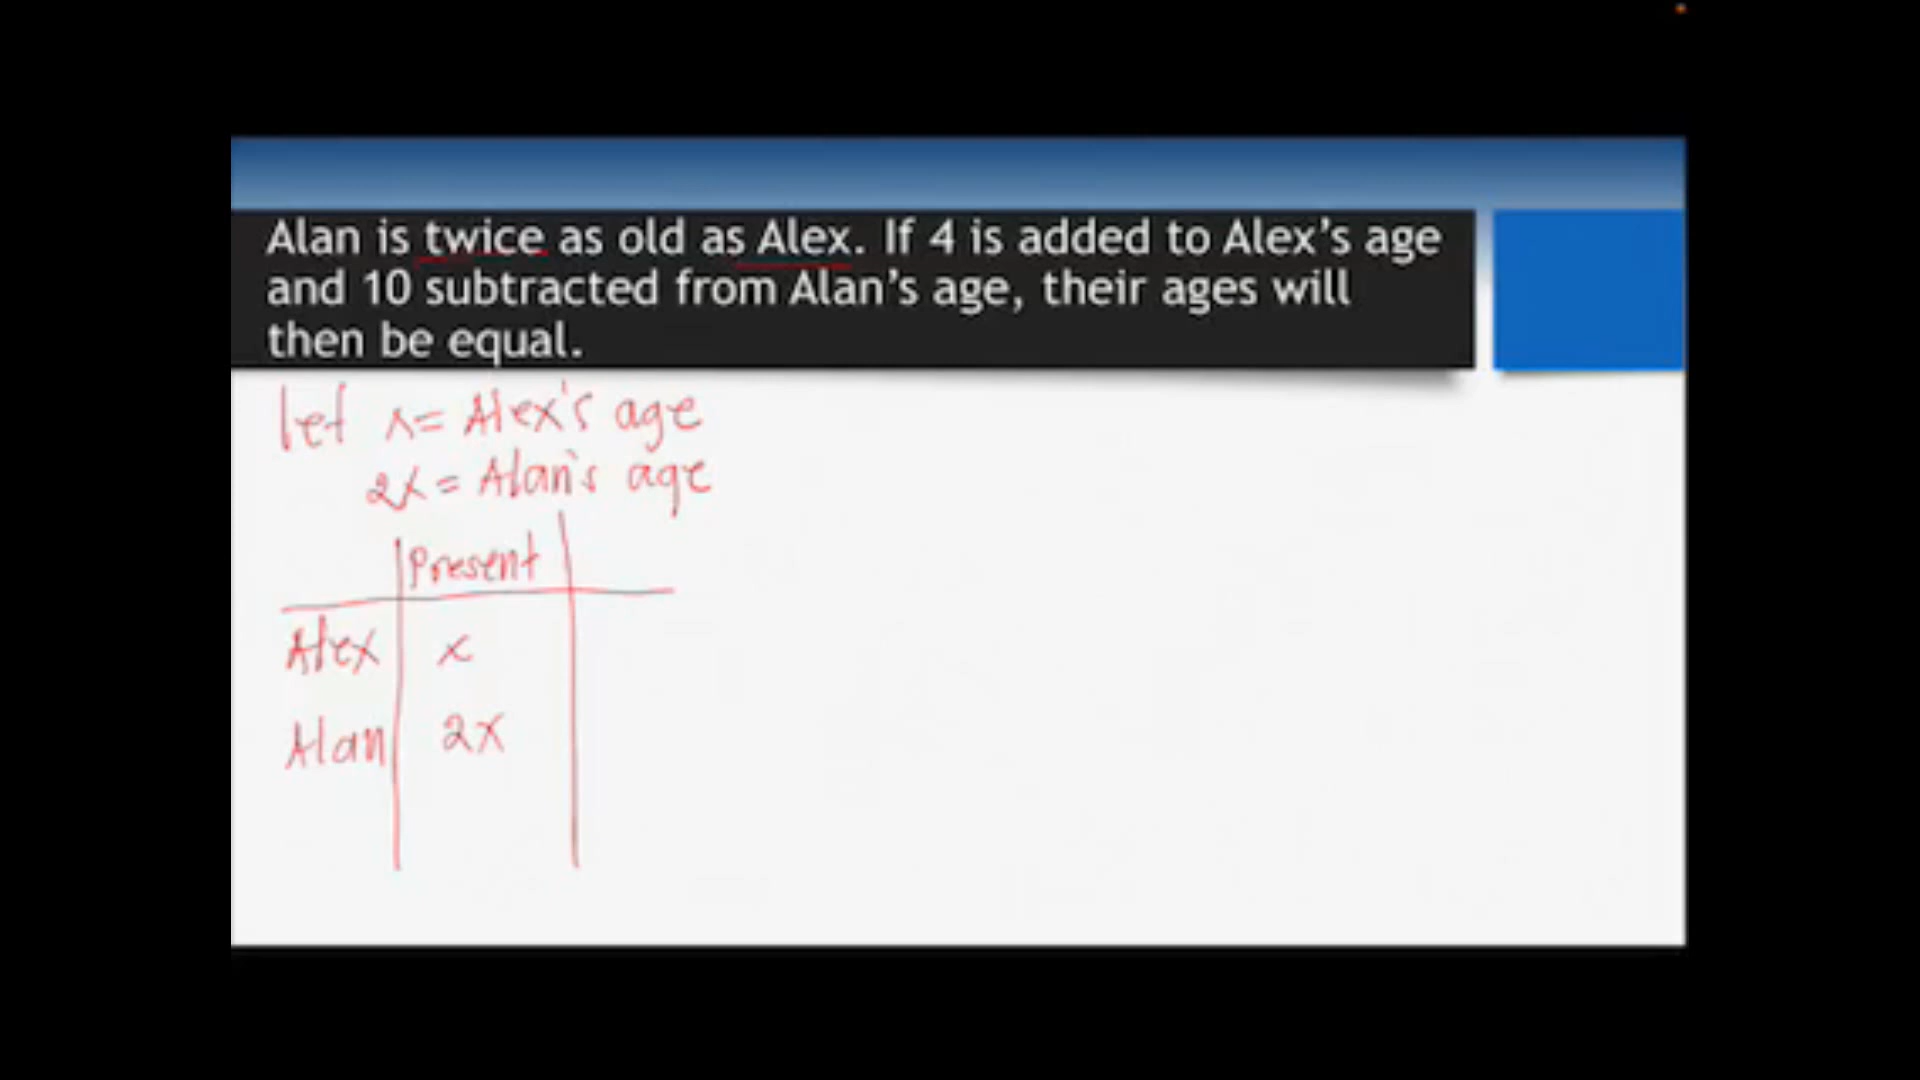 Alan is twice as old as Alex. If 4 is added to Alex's age
and 10 subtracted from Alan's age, their ages will
then be equal.
let x = Alex's age
2x = Alan's age
Present
Alex x
Alan 2x